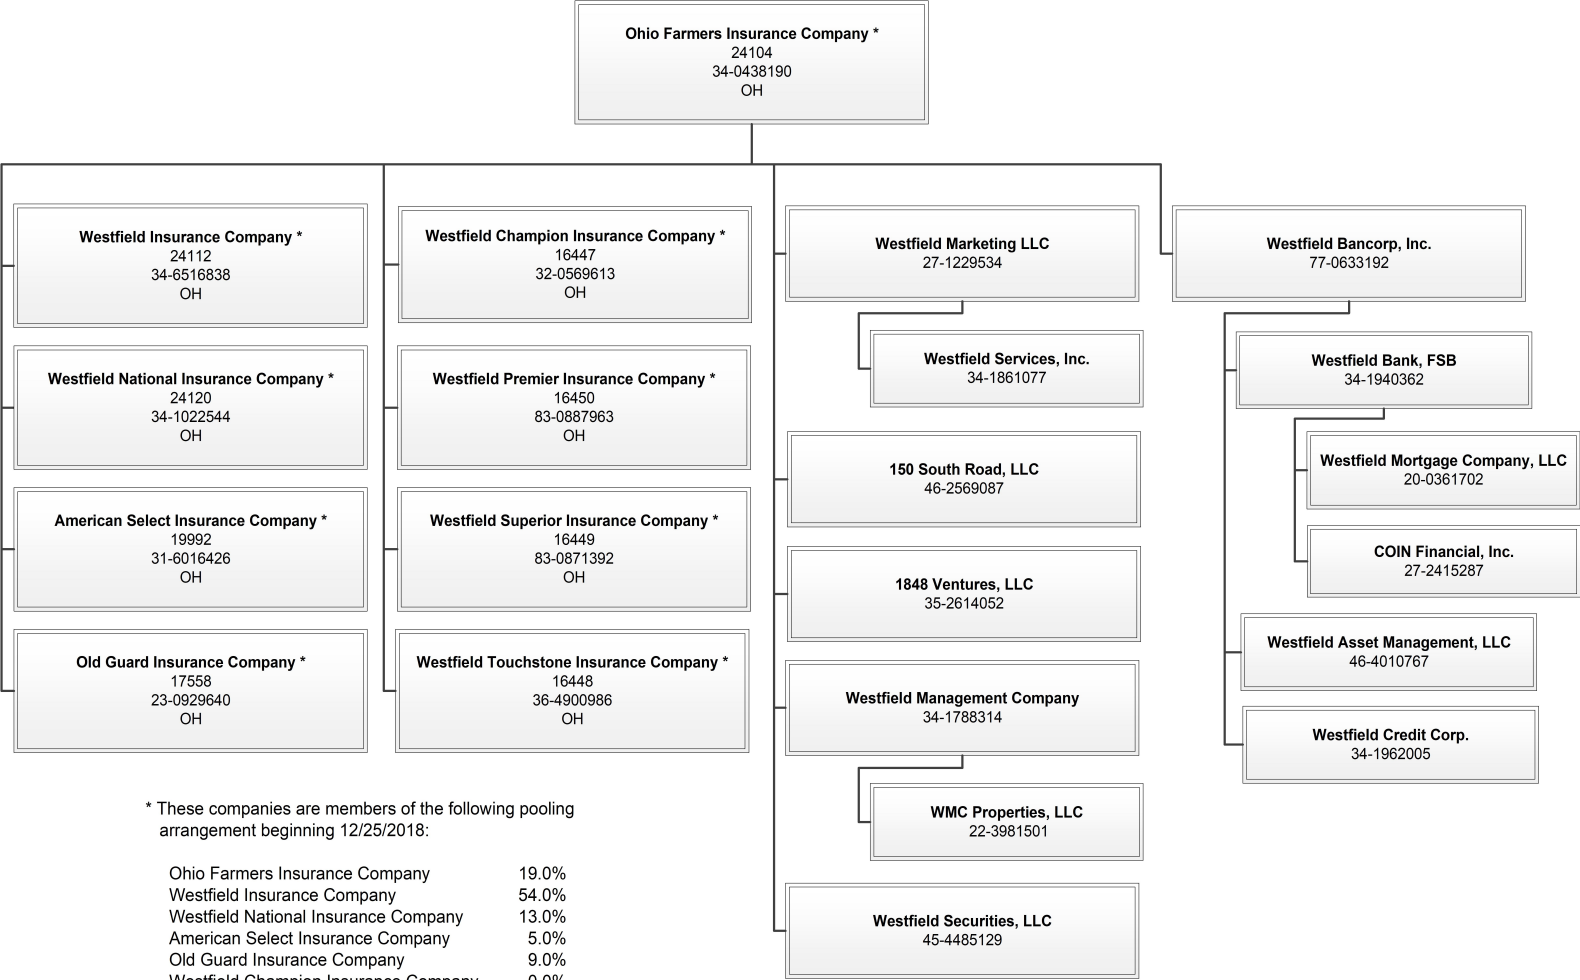 Ohio Farmers Insurance Company *
24104
34-0438190
OH
Westfield Insurance Company *
24112
34-6516838
OH
Westfield National Insurance Company *
24120
34-1022544
OH
American Select Insurance Company *
19992
31-6016426
OH
Old Guard Insurance Company *
17558
23-0929640
OH
Westfield Champion Insurance Company *
16447
32-0569613
OH
Westfield Premier Insurance Company *
16450
83-0887963
OH
Westfield Superior Insurance Company *
16449
83-0871392
OH
Westfield Touchstone Insurance Company *
16448
36-4900986
OH
Westfield Marketing LLC
27-1229534
Westfield Services, Inc.
34-1861077
150 South Road, LLC
46-2569087
1848 Ventures, LLC
35-2614052
Westfield Management Company
34-1788314
WMC Properties, LLC
22-3981501
Westfield Securities, LLC
45-4485129
Westfield Bancorp, Inc.
77-0633192
Westfield Bank, FSB
34-1940362
Westfield Mortgage Company, LLC
20-0361702
COIN Financial, Inc.
27-2415287
Westfield Asset Management, LLC
46-4010767
Westfield Credit Corp.
34-1962005
* These companies are members of the following pooling
arrangement beginning 12/25/2018:
Ohio Farmers Insurance Company 19.0%
Westfield Insurance Company 54.0%
Westfield National Insurance Company 13.0%
American Select Insurance Company 5.0%
Old Guard Insurance Company 9.0%
Westfield Champion Insurance Company 0.0%